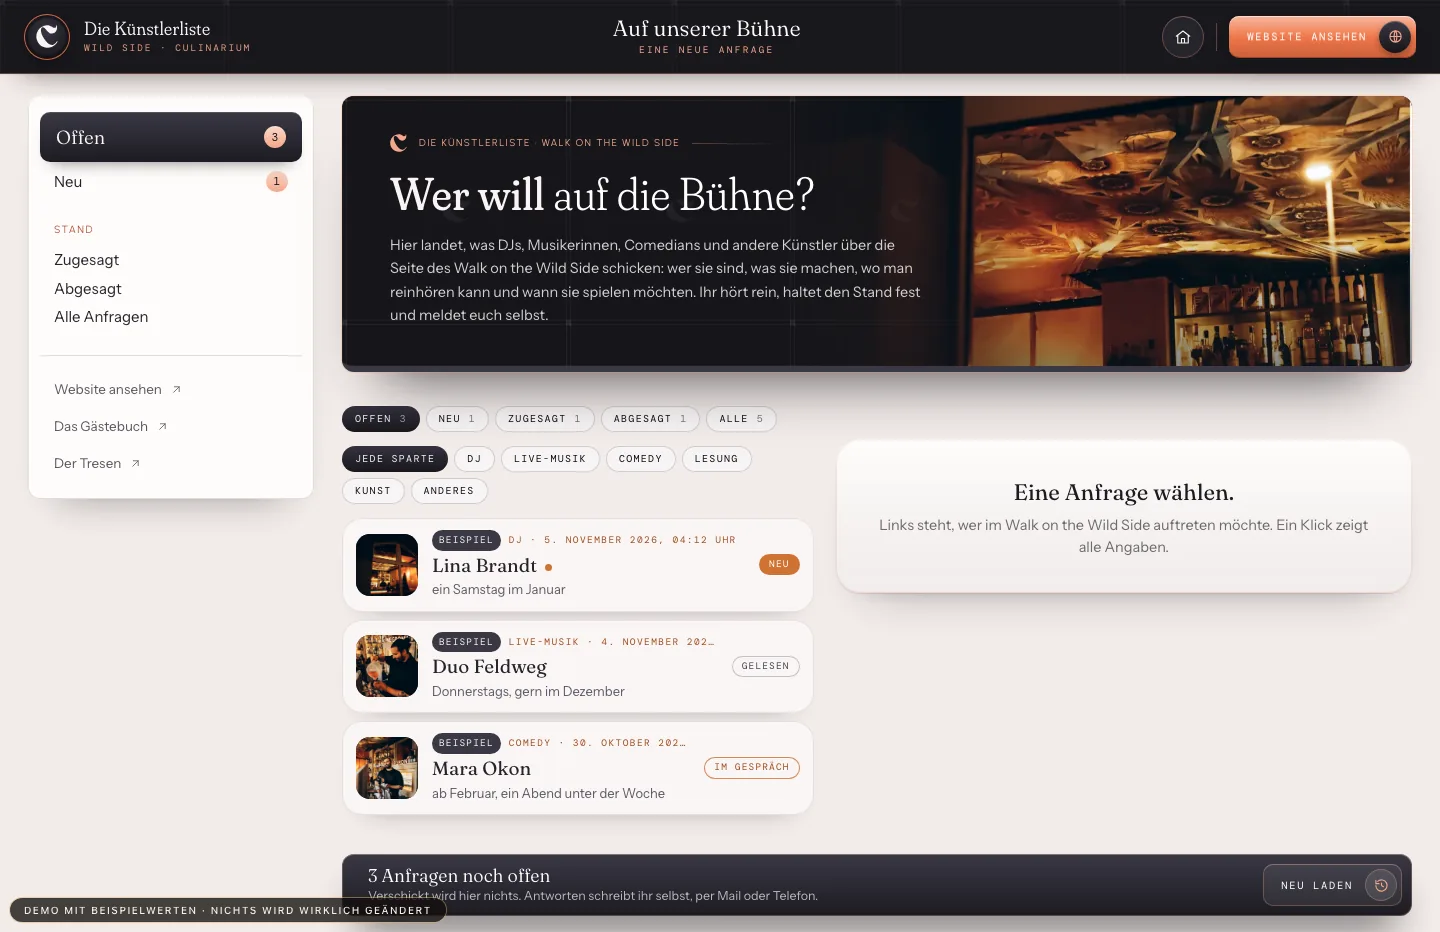 Die Künstlerliste
WILD SIDE · CULINARIUM
Auf unserer Bühne
EINE NEUE ANFRAGE
WEBSITE ANSEHEN
Offen 3
Neu 1
STAND
Zugesagt
Abgesagt
Alle Anfragen
Website ansehen ↗
Das Gästebuch ↗
Der Tresen ↗
DIE KÜNSTLERLISTE · WALK ON THE WILD SIDE
Wer will auf die Bühne?
Hier landet, was DJs, Musikerinnen, Comedians und andere Künstler über die
Seite des Walk on the Wild Side schicken: wer sie sind, was sie machen, wo man
reinhören kann und wann sie spielen möchten. Ihr hört rein, haltet den Stand fest
und meldet euch selbst.
OFFEN 3 NEU 1 ZUGESAGT 1 ABGESAGT 1 ALLE 5
JEDE SPARTE DJ LIVE-MUSIK COMEDY LESUNG
KUNST ANDERES
BEISPIEL DJ · 5. NOVEMBER 2026, 04:12 UHR
Lina Brandt
NEU
ein Samstag im Januar
BEISPIEL LIVE-MUSIK · 4. NOVEMBER 202…
Duo Feldweg
GELESEN
Donnerstags, gern im Dezember
BEISPIEL COMEDY · 30. OKTOBER 202…
Mara Okon
IM GESPRÄCH
ab Februar, ein Abend unter der Woche
Eine Anfrage wählen.
Links steht, wer im Walk on the Wild Side auftreten möchte. Ein Klick zeigt
alle Angaben.
3 Anfragen noch offen
Verschickt wird hier nichts. Antworten schreibt ihr selbst, per Mail oder Telefon.
NEU LADEN
DEMO MIT BEISPIELWERTEN · NICHTS WIRD WIRKLICH GEÄNDERT